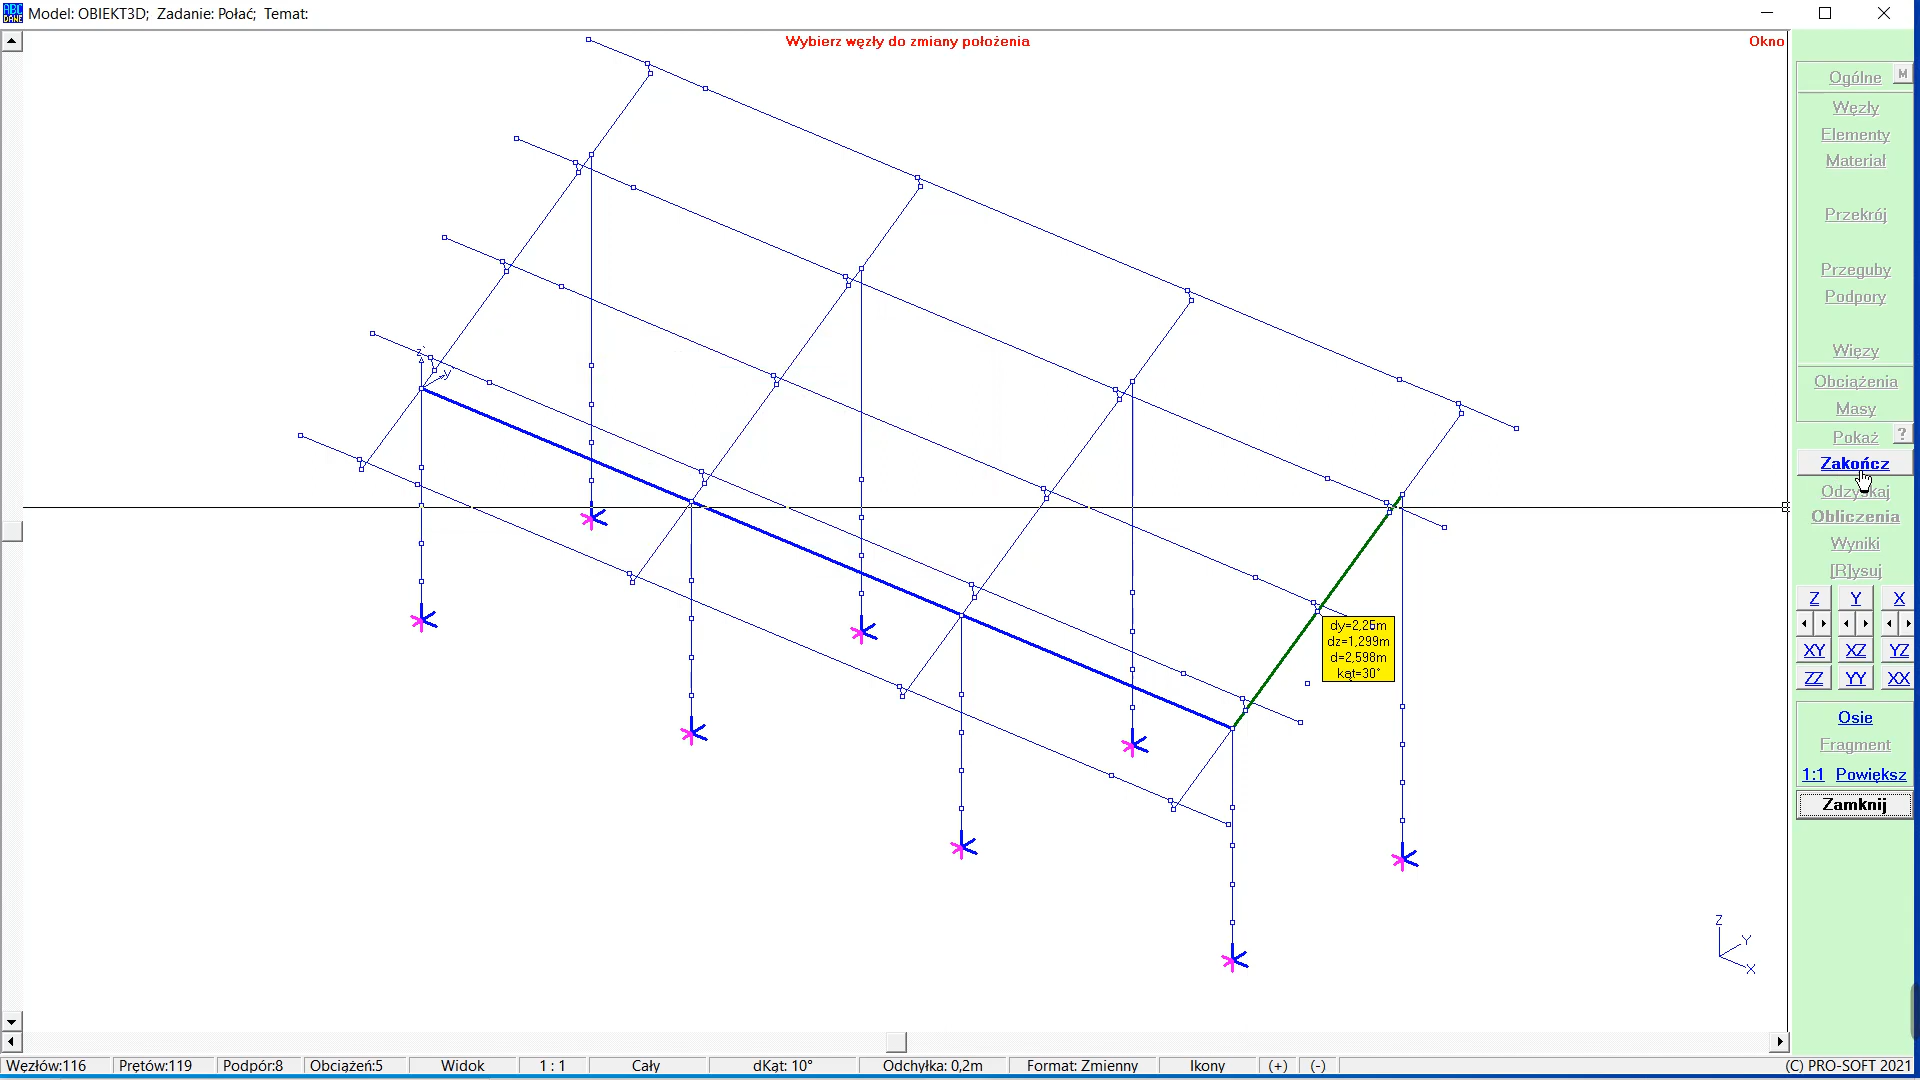 ABC
DANE
Model: OBIEKT3D; Zadanie: Połać; Temat:
Wybierz węzły do zmiany położenia
Okno
Ogólne
M
Węzły
Elementy
Materiał
Przekrój
Przeguby
Podpory
Więzy
Obciążenia
Masy
Pokaż
?
Zakończ
Odzyskaj
Obliczenia
Wyniki
[R]ysuj
Z Y X
XY XZ YZ
ZZ YY XX
Osie
Fragment
1:1 Powiększ
Zamknij
z
y
dy=2,25m
dz=1,299m
d=2,598m
kąt=30°
Z
Y
X
Węzłów:116 Prętów:119 Podpór:8 Obciążeń:5 Widok 1 : 1 Cały dKąt: 10° Odchyłka: 0,2m Format: Zmienny Ikony (+) (-) (C) PRO-SOFT 2021